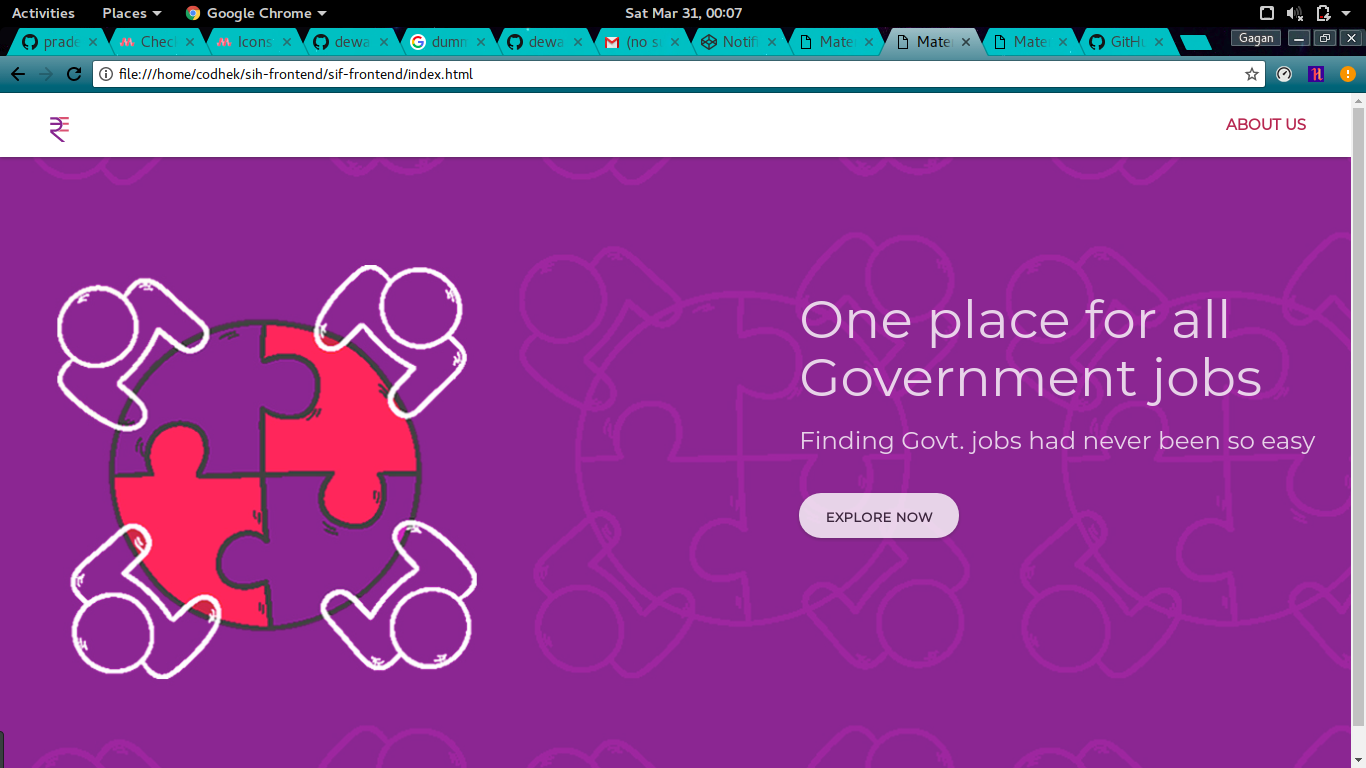 Activities Places Google Chrome Sat Mar 31, 00:07
prade Chec Icons dewa dumm dewa (no su Notifi Mate Mate Mate GitHu Gagan
file:///home/codhek/sih-frontend/sif-frontend/index.html
ABOUT US
One place for all
Government jobs
Finding Govt. jobs had never been so easy
EXPLORE NOW